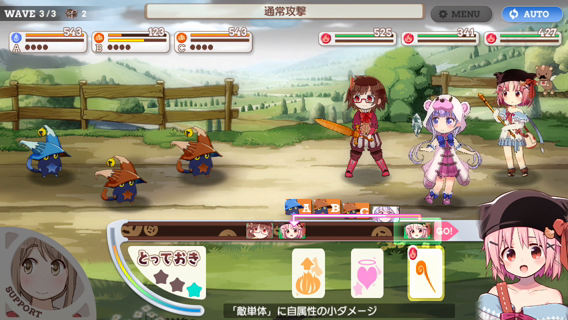 WAVE 3/3 2
通常攻撃
MENU
AUTO
543
A
123
B
543
C
525
341
427
A
B
C
GO!
とっておき
SUPPORT
「敵単体」に自属性の小ダメージ